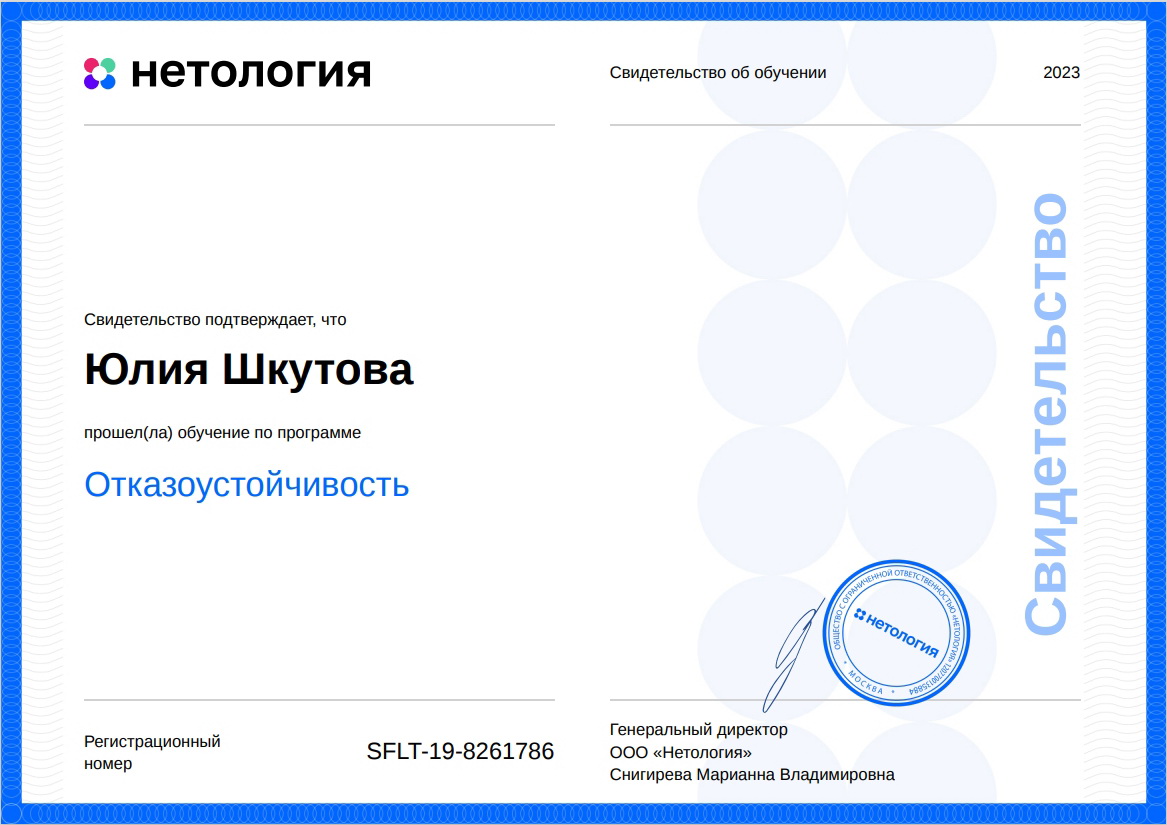 нетология
Свидетельство об обучении
2023
Свидетельство подтверждает, что
Юлия Шкутова
прошел(ла) обучение по программе
Отказоустойчивость
Свидетельство
ОБЩЕСТВО С ОГРАНИЧЕННОЙ ОТВЕТСТВЕННОСТЬЮ «НЕТОЛОГИЯ» 1207700135884
* МОСКВА *
нетология
Регистрационный
номер
SFLT-19-8261786
Генеральный директор
ООО «Нетология»
Снигирева Марианна Владимировна